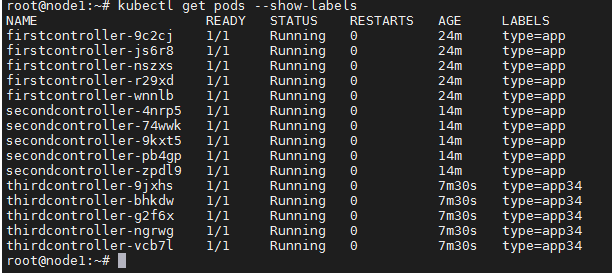 root@node1:~# kubectl get pods --show-labels
NAME READY STATUS RESTARTS AGE LABELS
firstcontroller-9c2cj 1/1 Running 0 24m type=app
firstcontroller-js6r8 1/1 Running 0 24m type=app
firstcontroller-nszxs 1/1 Running 0 24m type=app
firstcontroller-r29xd 1/1 Running 0 24m type=app
firstcontroller-wnnlb 1/1 Running 0 24m type=app
secondcontroller-4nrp5 1/1 Running 0 14m type=app
secondcontroller-74wwk 1/1 Running 0 14m type=app
secondcontroller-9kxt5 1/1 Running 0 14m type=app
secondcontroller-pb4gp 1/1 Running 0 14m type=app
secondcontroller-zpdl9 1/1 Running 0 14m type=app
thirdcontroller-9jxhs 1/1 Running 0 7m30s type=app34
thirdcontroller-bhkdw 1/1 Running 0 7m30s type=app34
thirdcontroller-g2f6x 1/1 Running 0 7m30s type=app34
thirdcontroller-ngrwg 1/1 Running 0 7m30s type=app34
thirdcontroller-vcb7l 1/1 Running 0 7m30s type=app34
root@node1:~#